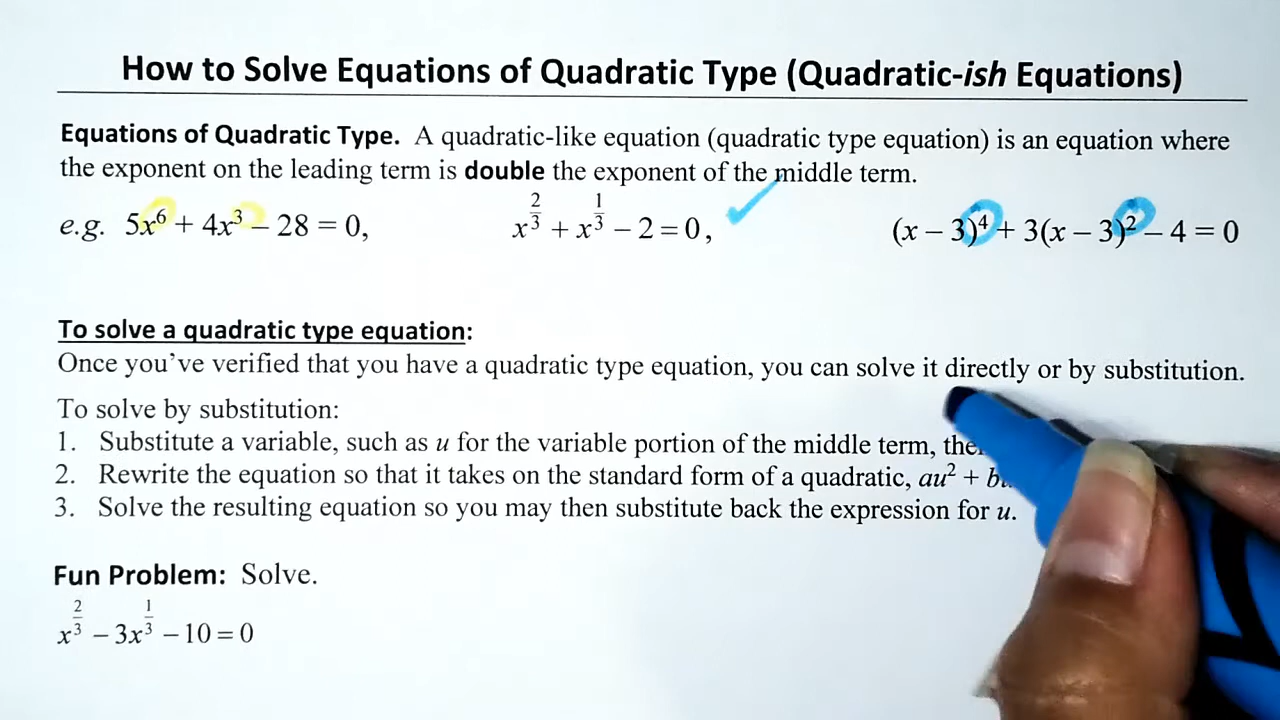 How to Solve Equations of Quadratic Type (Quadratic-ish Equations)
Equations of Quadratic Type. A quadratic-like equation (quadratic type equation) is an equation where
the exponent on the leading term is double the exponent of the middle term.
e.g. 5x⁶ + 4x³ – 28 = 0, x^(2/3) + x^(1/3) – 2 = 0, (x – 3)⁴ + 3(x – 3)² – 4 = 0
To solve a quadratic type equation:
Once you’ve verified that you have a quadratic type equation, you can solve it directly or by substitution.
To solve by substitution:
1. Substitute a variable, such as u for the variable portion of the middle term,
2. Rewrite the equation so that it takes on the standard form of a quadratic, au² +
3. Solve the resulting equation so you may then substitute back the expression for u.
Fun Problem: Solve.
x^(2/3) – 3x^(1/3) – 10 = 0